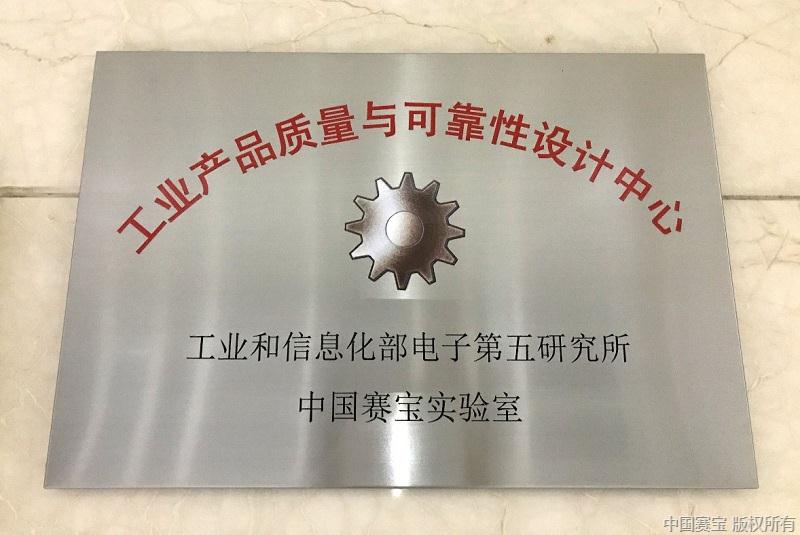 工业产品质量与可靠性设计中心
工业和信息化部电子第五研究所
中国赛宝实验室
中国赛宝 版权所有